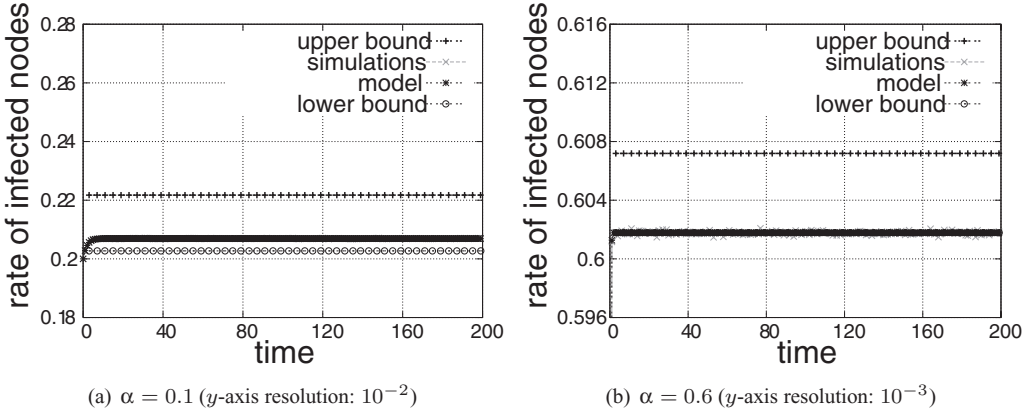 rate of infected nodes
0.28
0.26
0.24
0.22
0.2
0.18
upper bound
simulations
model
lower bound
0 40 80 120 160 200
time
(a) α = 0.1 (y-axis resolution: 10⁻²)
rate of infected nodes
0.616
0.612
0.608
0.604
0.6
0.596
upper bound
simulations
model
lower bound
0 40 80 120 160 200
time
(b) α = 0.6 (y-axis resolution: 10⁻³)